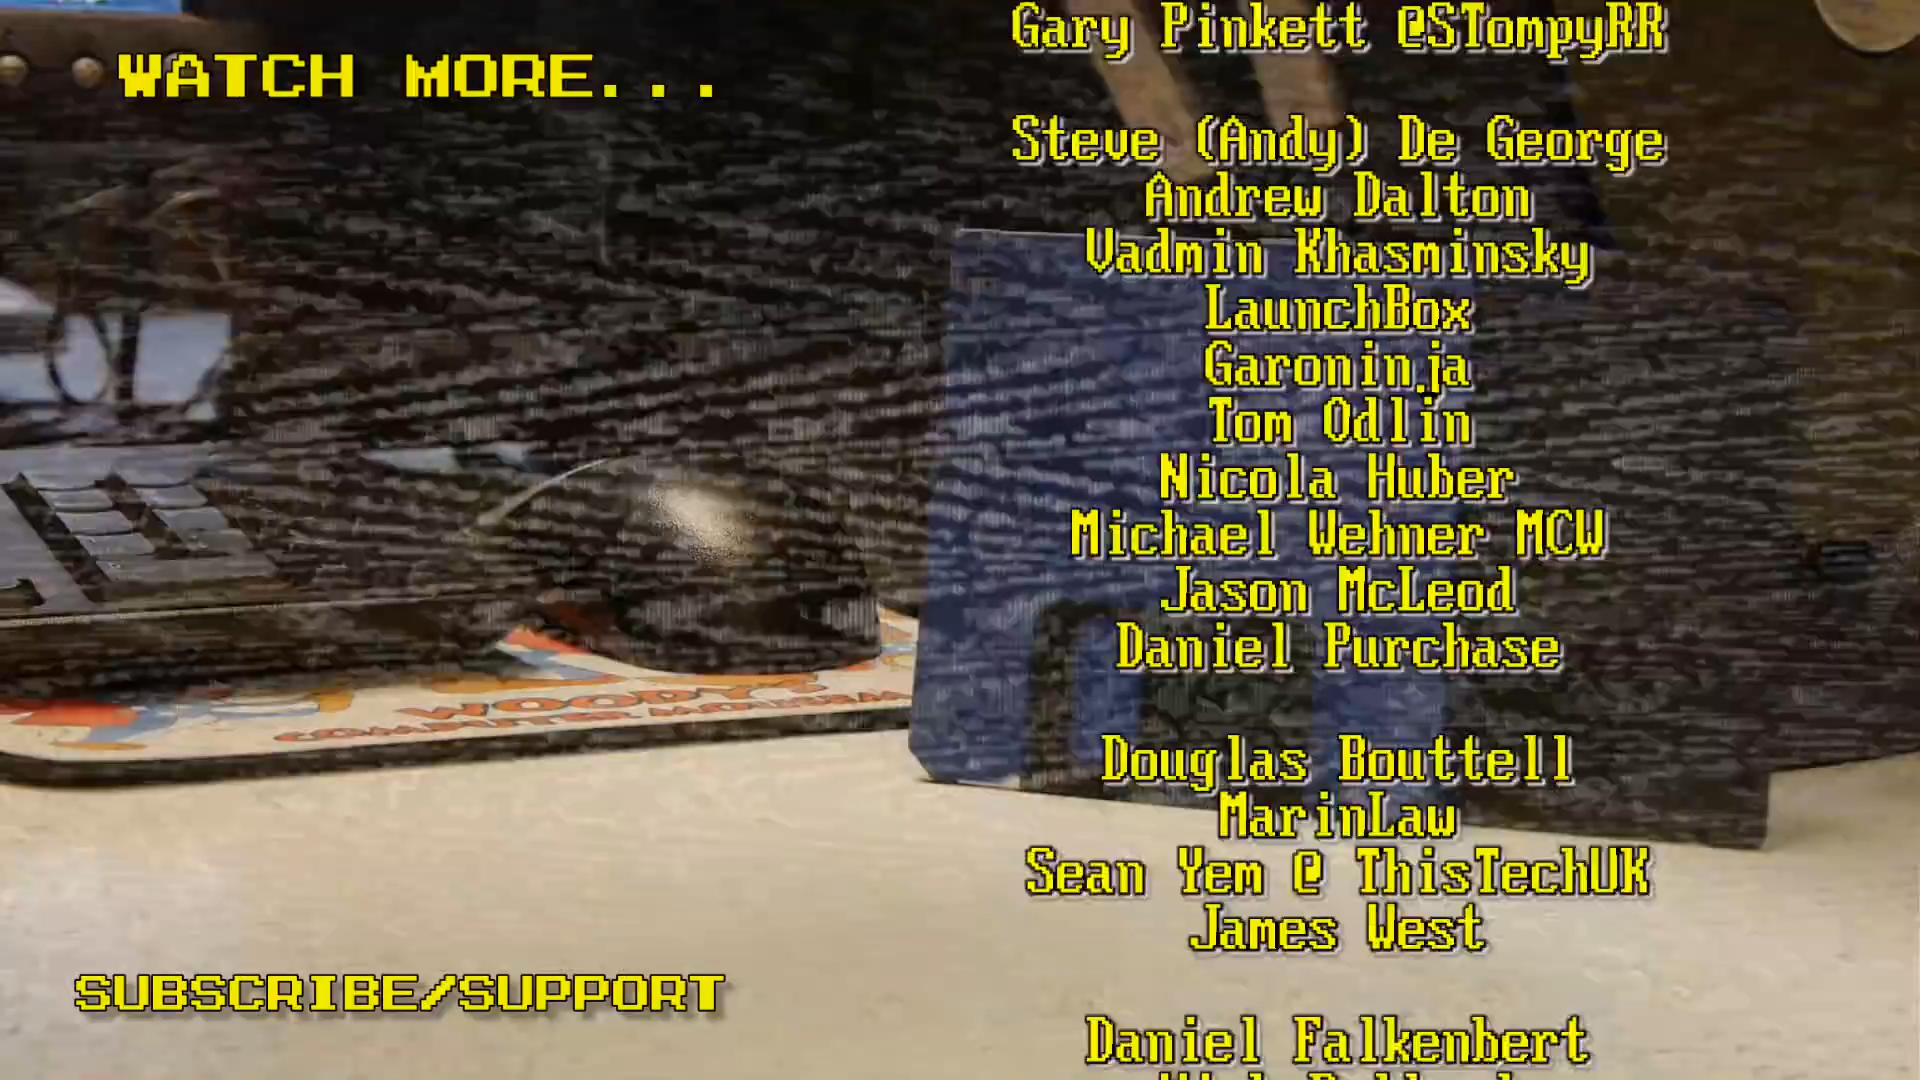 WATCH MORE...
Gary Pinkett @STompyRR
Steve (Andy) De George
Andrew Dalton
Vadmin Khasminsky
LaunchBox
Garoninja
Tom Odlin
Nicola Huber
Michael Wehner MCW
Jason McLeod
Daniel Purchase
WOODY'S
COMPUTER
Douglas Bouttell
MarinLaw
Sean Yem @ ThisTechUK
James West
SUBSCRIBE/SUPPORT
Daniel Falkenbert